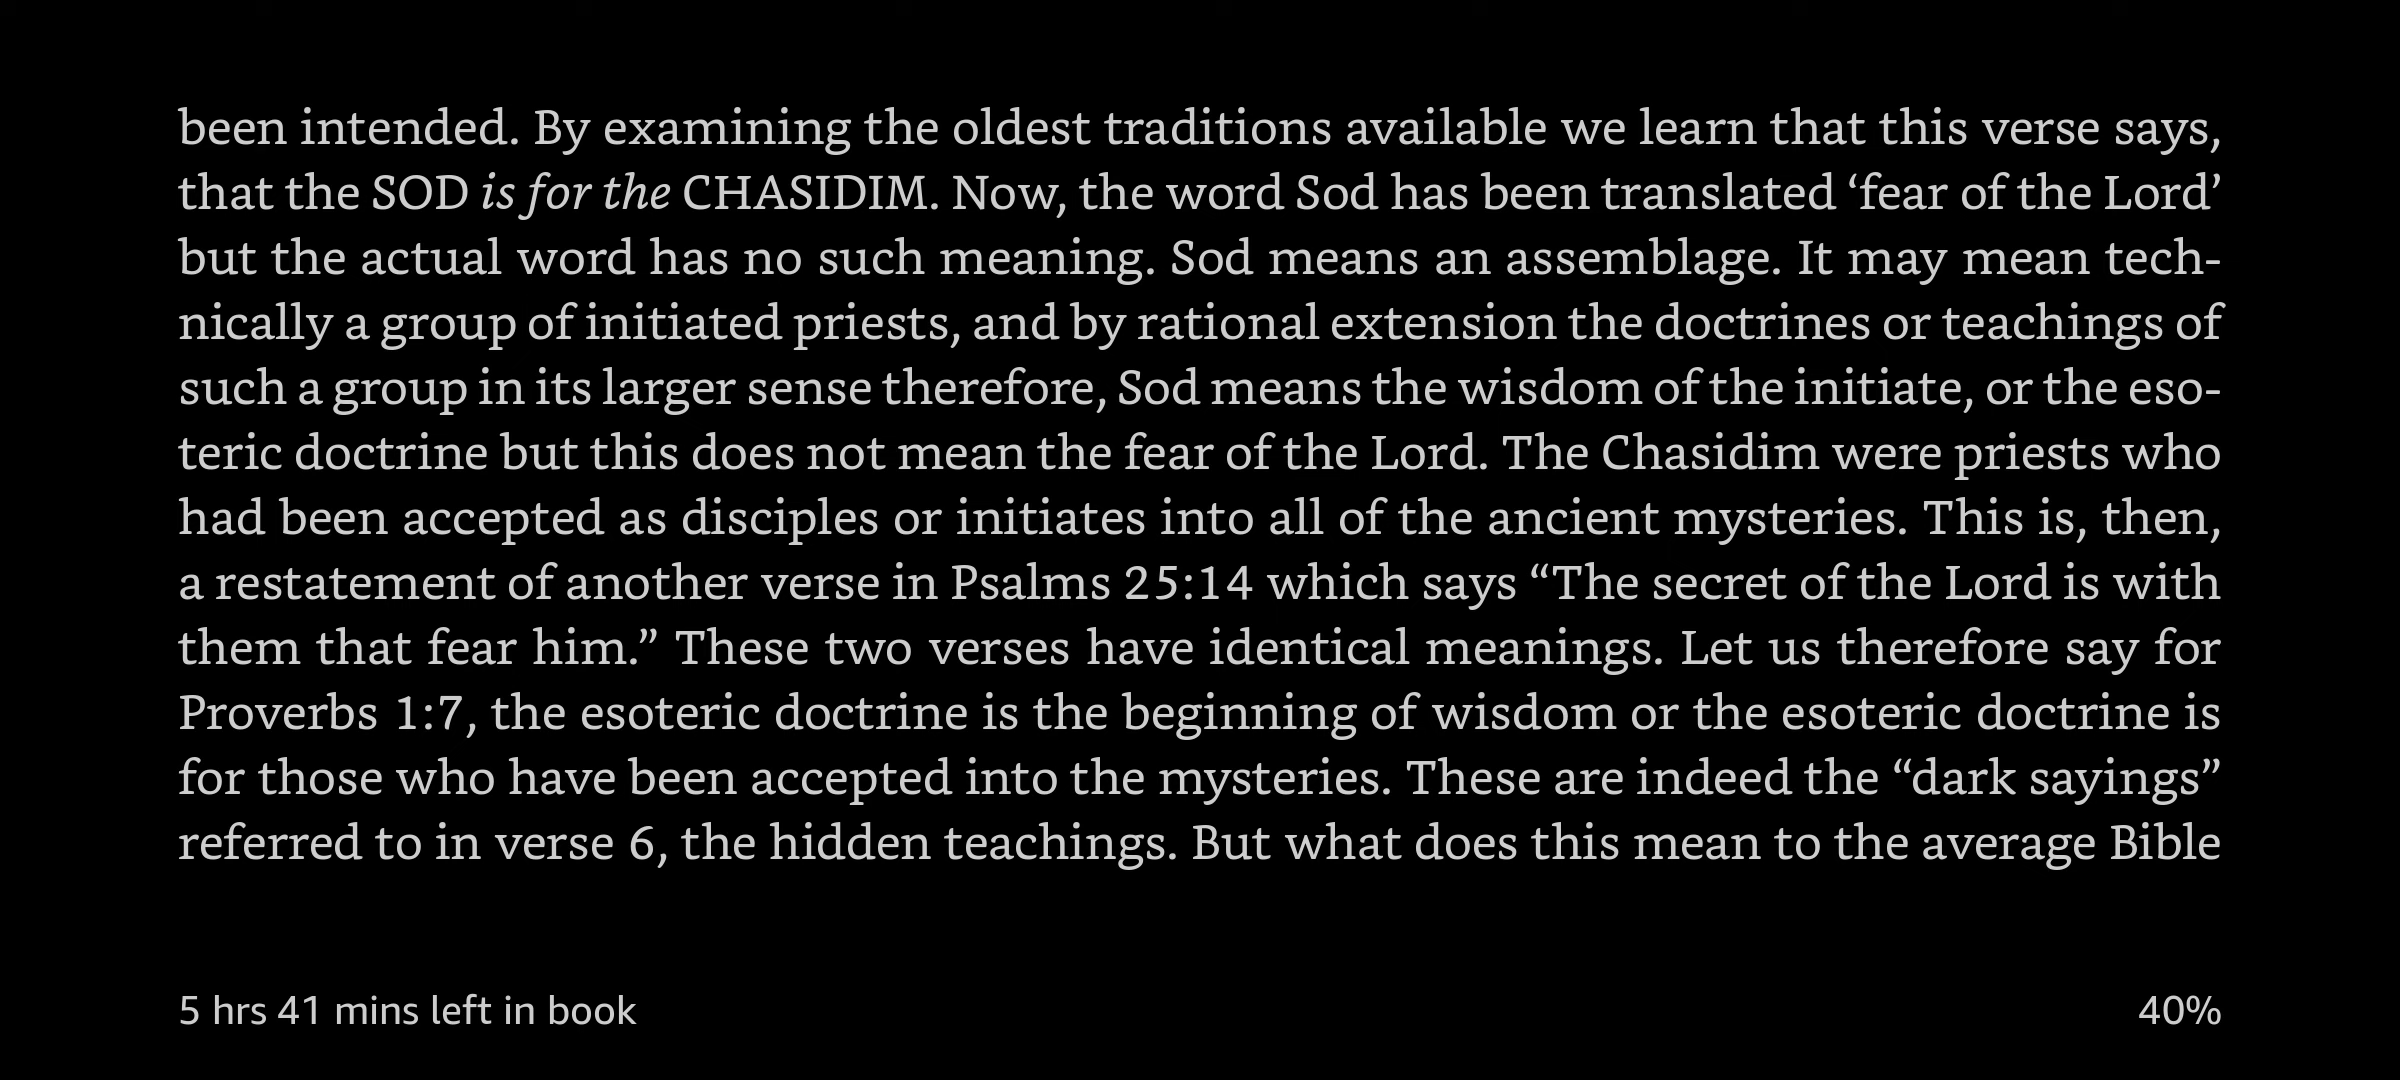 been intended. By examining the oldest traditions available we learn that this verse says,
that the SOD is for the CHASIDIM. Now, the word Sod has been translated ‘fear of the Lord’
but the actual word has no such meaning. Sod means an assemblage. It may mean tech-
nically a group of initiated priests, and by rational extension the doctrines or teachings of
such a group in its larger sense therefore, Sod means the wisdom of the initiate, or the eso-
teric doctrine but this does not mean the fear of the Lord. The Chasidim were priests who
had been accepted as disciples or initiates into all of the ancient mysteries. This is, then,
a restatement of another verse in Psalms 25:14 which says “The secret of the Lord is with
them that fear him.” These two verses have identical meanings. Let us therefore say for
Proverbs 1:7, the esoteric doctrine is the beginning of wisdom or the esoteric doctrine is
for those who have been accepted into the mysteries. These are indeed the “dark sayings”
referred to in verse 6, the hidden teachings. But what does this mean to the average Bible
5 hrs 41 mins left in book
40%